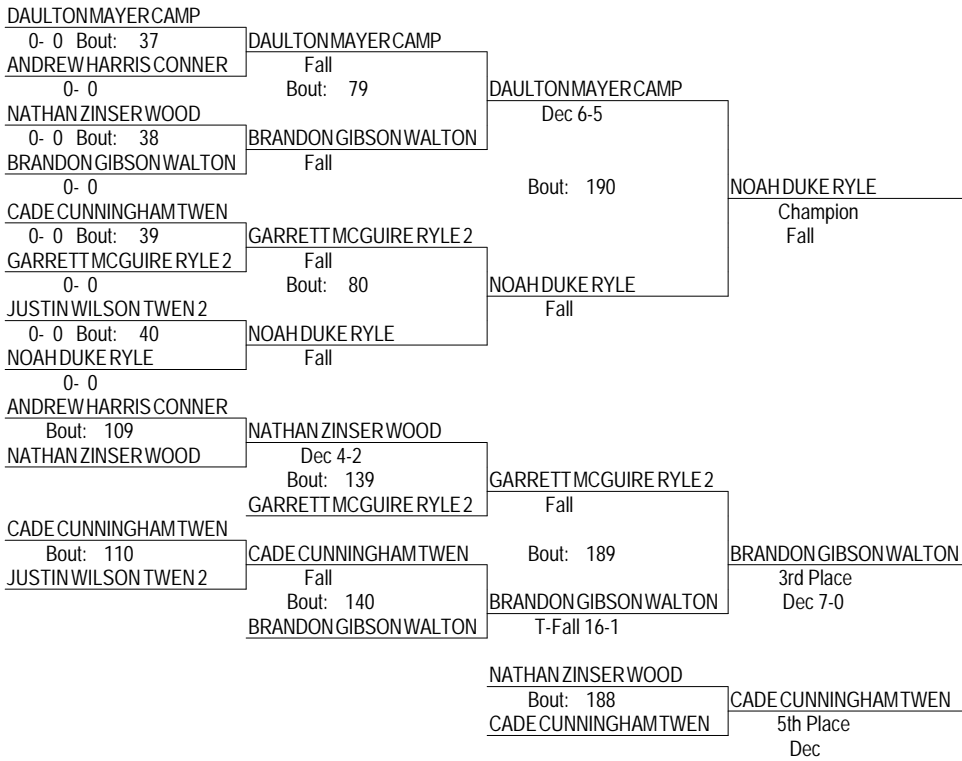 DAULTON MAYER CAMP
0- 0 Bout: 37
DAULTON MAYER CAMP
ANDREW HARRIS CONNER
Fall
0- 0
Bout: 79
DAULTON MAYER CAMP
NATHAN ZINSER WOOD
Dec 6-5
0- 0 Bout: 38
BRANDON GIBSON WALTON
BRANDON GIBSON WALTON
Fall
0- 0
Bout: 190
NOAH DUKE RYLE
CADE CUNNINGHAM TWEN
Champion
0- 0 Bout: 39
GARRETT MCGUIRE RYLE 2
Fall
GARRETT MCGUIRE RYLE 2
Fall
0- 0
Bout: 80
NOAH DUKE RYLE
JUSTIN WILSON TWEN 2
Fall
0- 0 Bout: 40
NOAH DUKE RYLE
NOAH DUKE RYLE
Fall
0- 0
ANDREW HARRIS CONNER
Bout: 109
NATHAN ZINSER WOOD
NATHAN ZINSER WOOD
Dec 4-2
Bout: 139
GARRETT MCGUIRE RYLE 2
GARRETT MCGUIRE RYLE 2
Fall
CADE CUNNINGHAM TWEN
Bout: 110
CADE CUNNINGHAM TWEN
Bout: 189
BRANDON GIBSON WALTON
JUSTIN WILSON TWEN 2
Fall
3rd Place
Bout: 140
BRANDON GIBSON WALTON
Dec 7-0
BRANDON GIBSON WALTON
T-Fall 16-1
NATHAN ZINSER WOOD
Bout: 188
CADE CUNNINGHAM TWEN
CADE CUNNINGHAM TWEN
5th Place
Dec